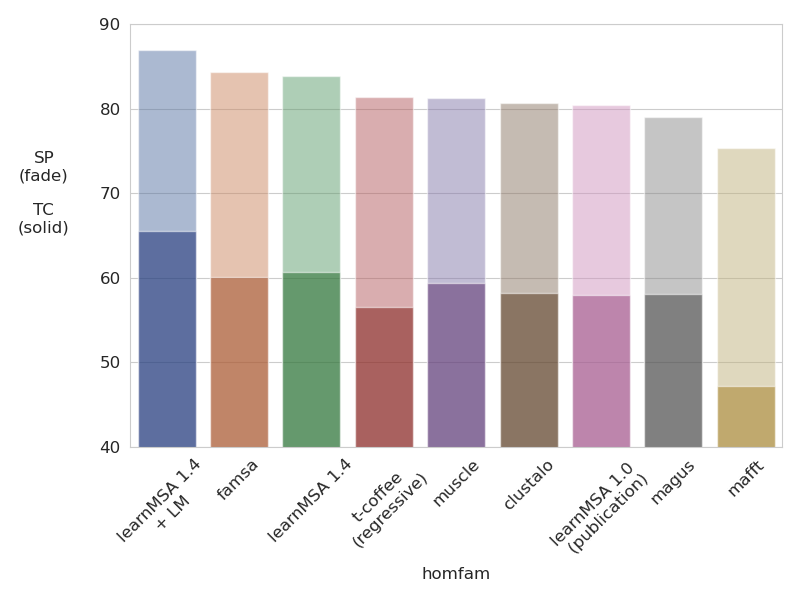 90
80
70
60
50
40
SP
(fade)
TC
(solid)
learnMSA 1.4
+ LM
famsa
learnMSA 1.4
t-coffee
(regressive)
muscle
clustalo
learnMSA 1.0
(publication)
magus
mafft
homfam